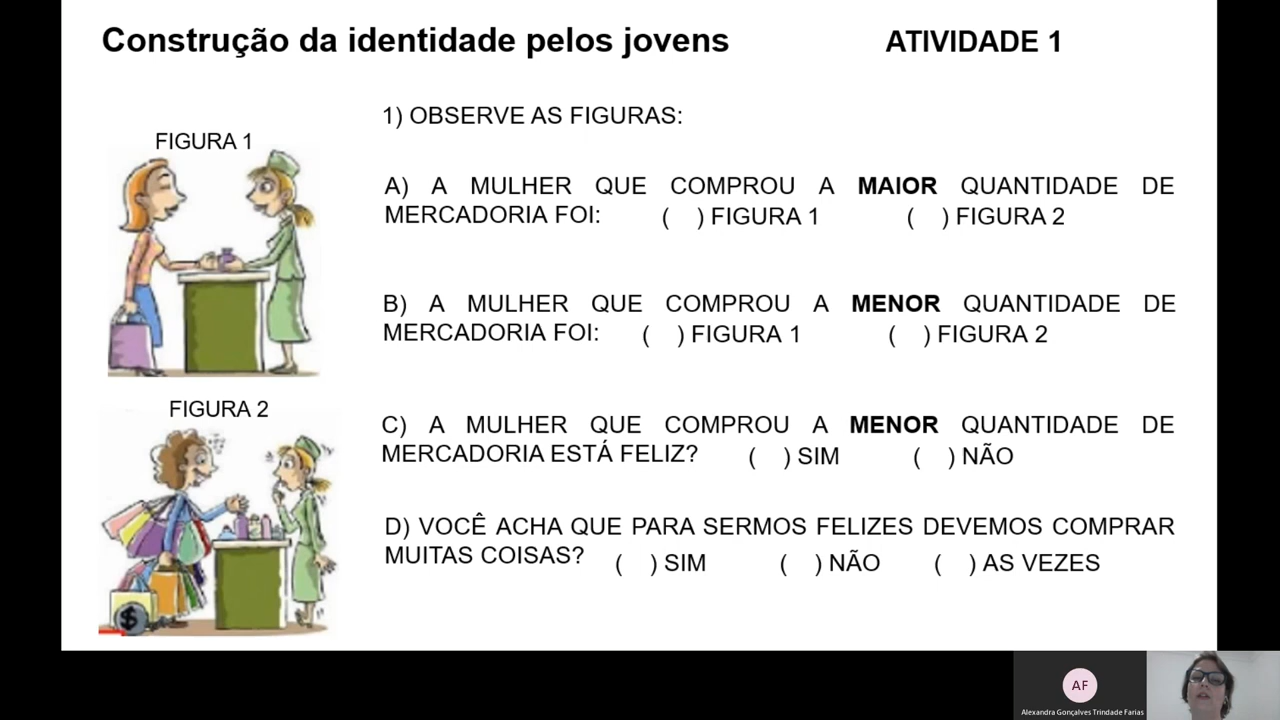 Construção da identidade pelos jovens ATIVIDADE 1
1) OBSERVE AS FIGURAS:
FIGURA 1
A) A MULHER QUE COMPROU A MAIOR QUANTIDADE DE
MERCADORIA FOI: ( ) FIGURA 1 ( ) FIGURA 2
B) A MULHER QUE COMPROU A MENOR QUANTIDADE DE
MERCADORIA FOI: ( ) FIGURA 1 ( ) FIGURA 2
FIGURA 2
C) A MULHER QUE COMPROU A MENOR QUANTIDADE DE
MERCADORIA ESTÁ FELIZ? ( ) SIM ( ) NÃO
D) VOCÊ ACHA QUE PARA SERMOS FELIZES DEVEMOS COMPRAR
MUITAS COISAS? ( ) SIM ( ) NÃO ( ) AS VEZES
$
AF
Alexandra Gonçalves Trindade Farias